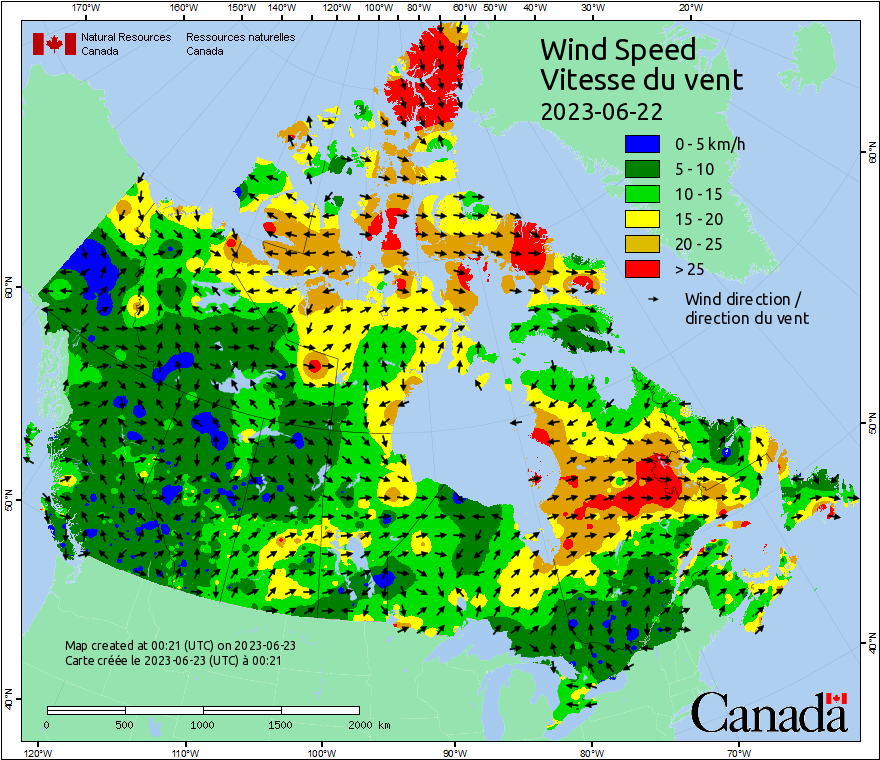 170°W 160°W 150°W 140°W 120°W 100°W 80°W 60°W 50°W 40°W 30°W 20°W
Natural Resources Ressources naturelles
Canada Canada
Wind Speed
Vitesse du vent
2023-06-22
0 - 5 km/h
5 - 10
10 - 15
15 - 20
20 - 25
> 25
Wind direction /
direction du vent
60°N
60°N
50°N
50°N
40°N
40°N
Map created at 00:21 (UTC) on 2023-06-23
Carte créée le 2023-06-23 (UTC) à 00:21
0 500 1000 1500 2000 km
Canada
120°W 110°W 100°W 90°W 80°W 70°W